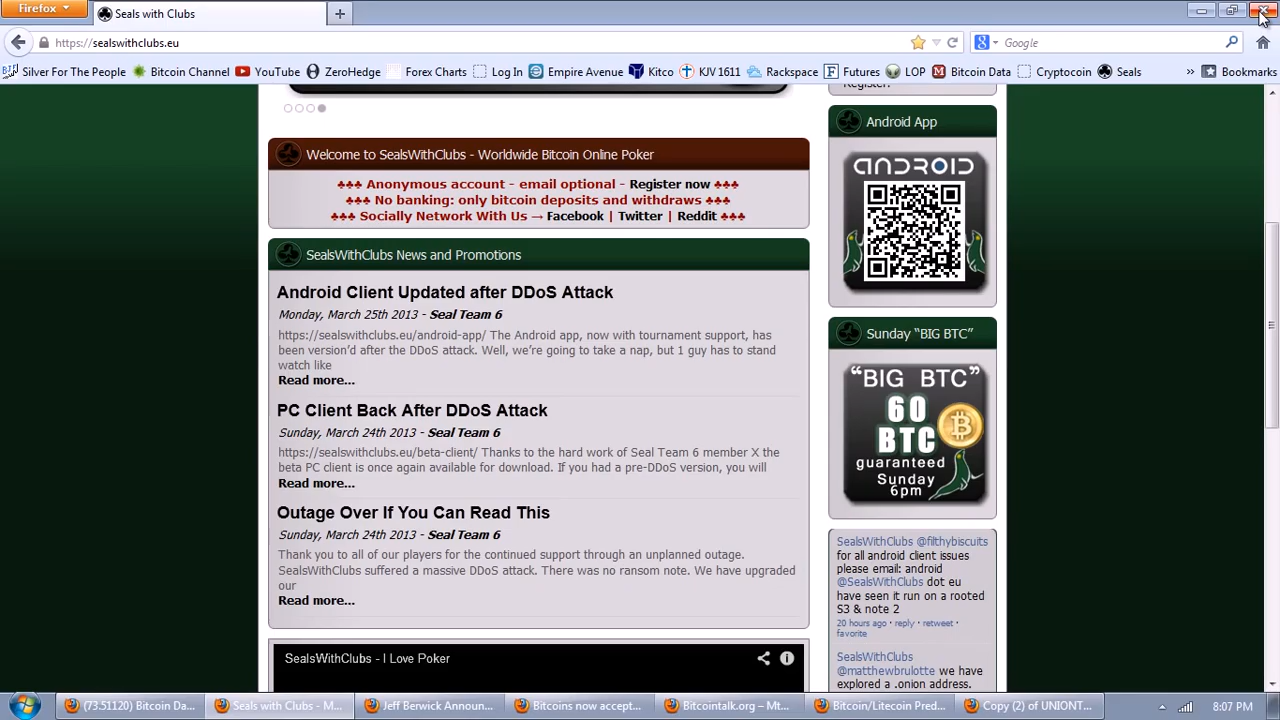 Firefox
Seals with Clubs
https://sealswithclubs.eu
Google
Silver For The People
Bitcoin Channel
YouTube
ZeroHedge
Forex Charts
Log In
Empire Avenue
Kitco
KJV 1611
Rackspace
Futures
LOP
Bitcoin Data
Cryptocoin
Seals
»
Bookmarks
Register!
Welcome to SealsWithClubs - Worldwide Bitcoin Online Poker
♣♣♣ Anonymous account - email optional - Register now ♣♣♣
♣♣♣ No banking: only bitcoin deposits and withdraws ♣♣♣
♣♣♣ Socially Network With Us → Facebook | Twitter | Reddit ♣♣♣
SealsWithClubs News and Promotions
Android Client Updated after DDoS Attack
Monday, March 25th 2013 - Seal Team 6
https://sealswithclubs.eu/android-app/ The Android app, now with tournament support, has
been version'd after the DDoS attack. Well, we're going to take a nap, but 1 guy has to stand
watch like
Read more...
PC Client Back After DDoS Attack
Sunday, March 24th 2013 - Seal Team 6
https://sealswithclubs.eu/beta-client/ Thanks to the hard work of Seal Team 6 member X the
beta PC client is once again available for download. If you had a pre-DDoS version, you will
Read more...
Outage Over If You Can Read This
Sunday, March 24th 2013 - Seal Team 6
Thank you to all of our players for the continued support through an unplanned outage.
SealsWithClubs suffered a massive DDoS attack. There was no ransom note. We have upgraded
our
Read more...
SealsWithClubs - I Love Poker
Android App
ANDROID
Sunday "BIG BTC"
"BIG BTC"
60
BTC
guaranteed
Sunday
6pm
SealsWithClubs @filthybiscuits
for all android client issues
please email: android
@SealsWithClubs dot eu
have seen it run on a rooted
S3 & note 2
20 hours ago · reply · retweet ·
favorite
SealsWithClubs
@matthewbrulotte we have
explored a .onion address.
(73.51120) Bitcoin Da...
Seals with Clubs - M...
Jeff Berwick Announ...
Bitcoins now accept...
Bitcointalk.org – Mt...
Bitcoin/Litecoin Pred...
Copy (2) of UNIONT...
8:07 PM